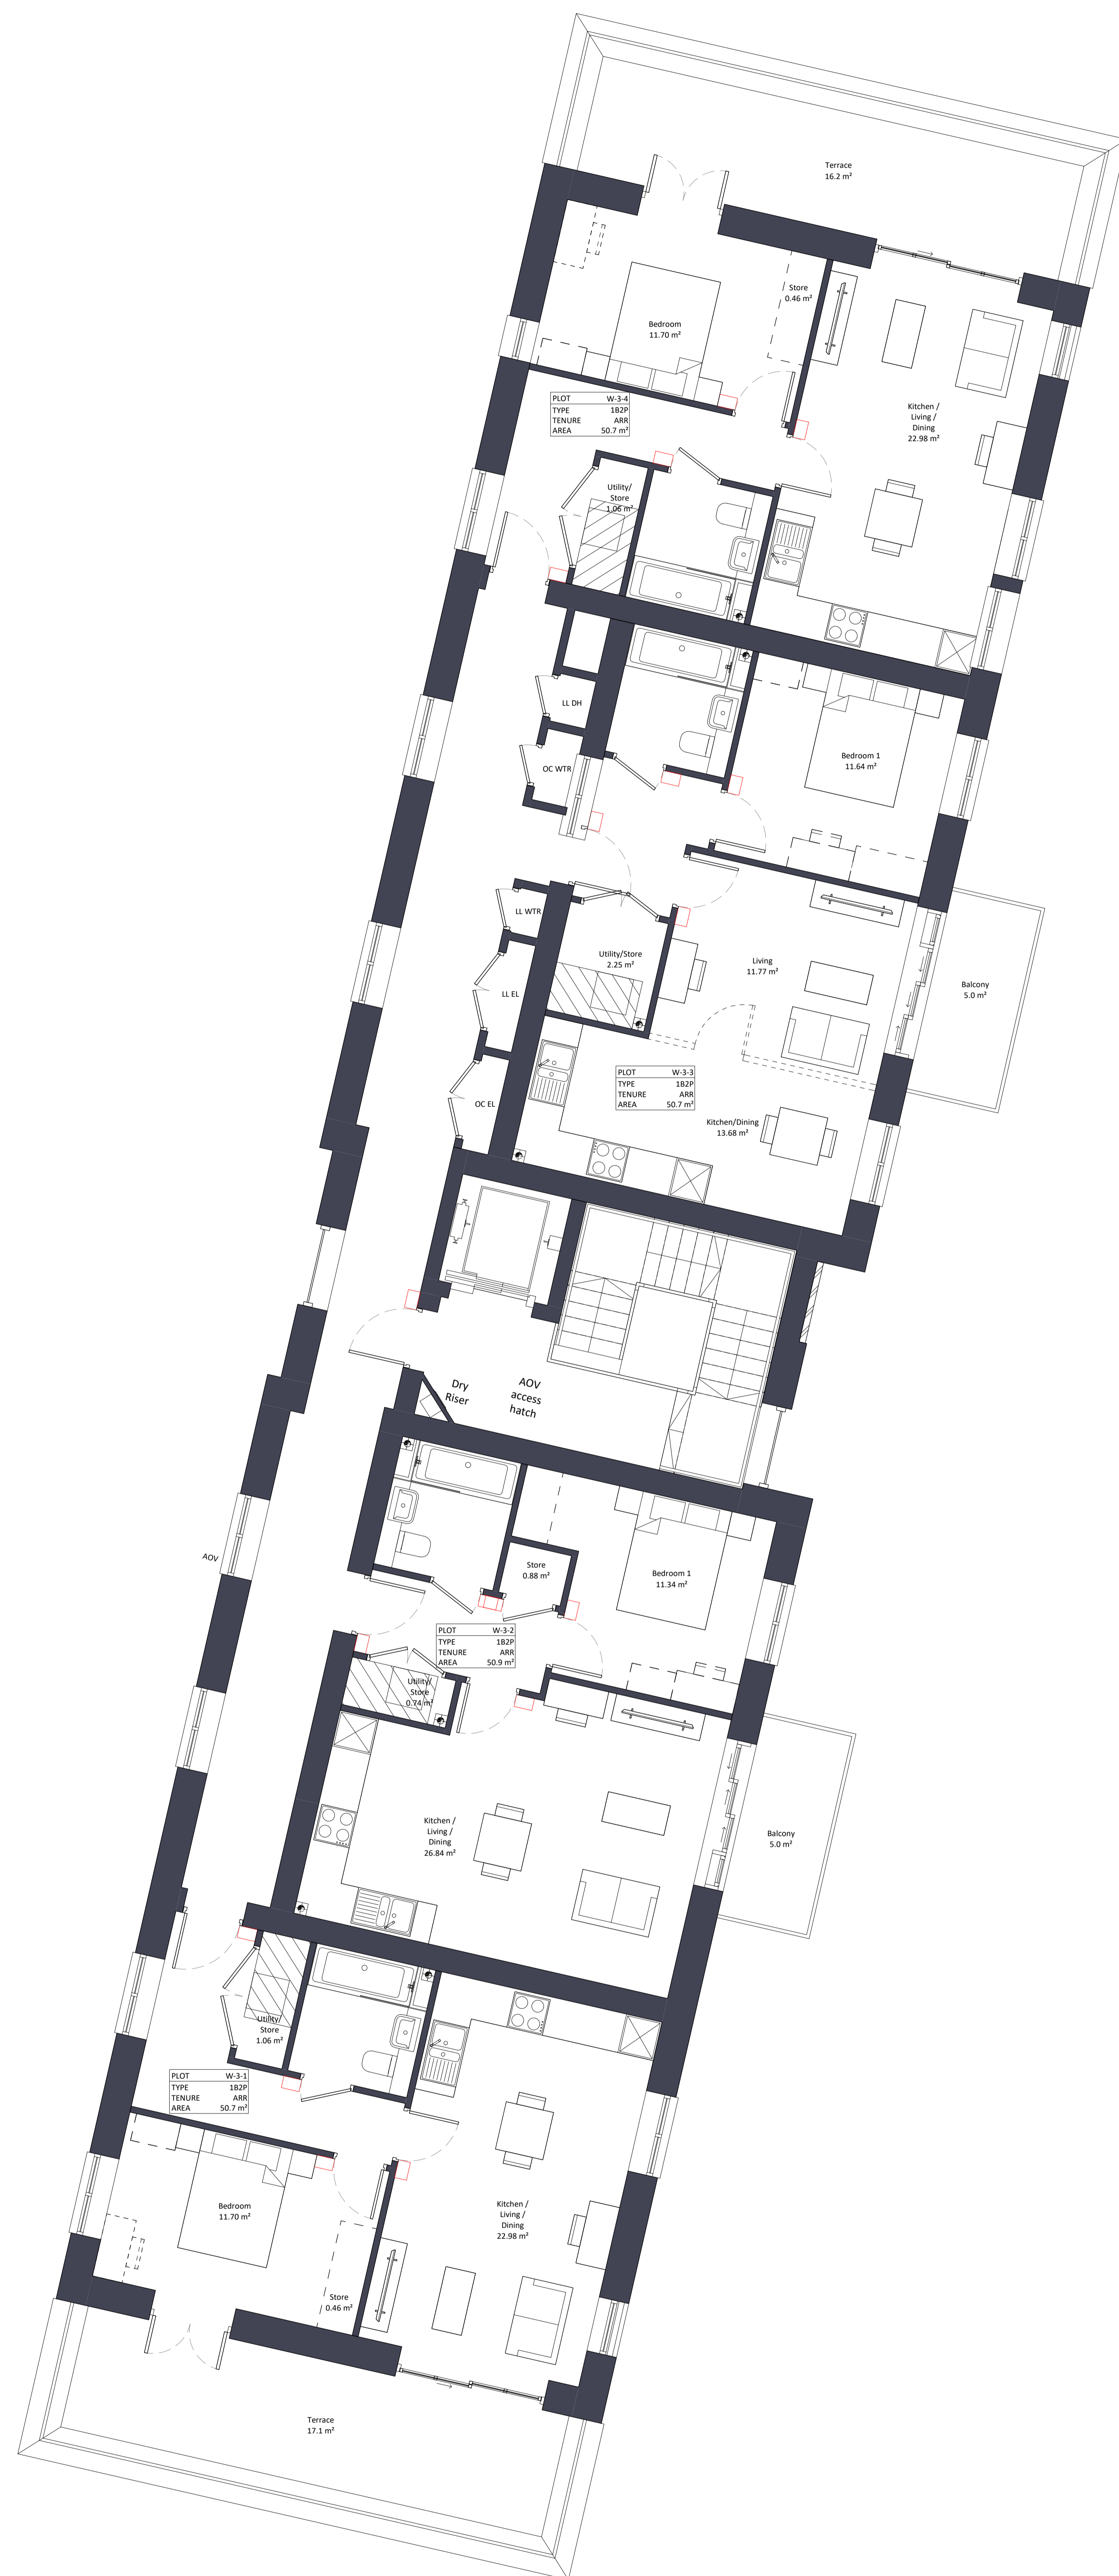 Terrace
16.2 m²
Store
0.46 m²
Bedroom
11.70 m²
PLOT W-3-4
TYPE 1B2P
TENURE ARR
AREA 50.7 m²
Kitchen /
Living /
Dining
22.98 m²
Utility/
Store
1.06 m²
LL DH
OC WTR
Bedroom 1
11.64 m²
LL WTR
LL EL
OC EL
Utility/Store
2.25 m²
Living
11.77 m²
Balcony
5.0 m²
PLOT W-3-3
TYPE 1B2P
TENURE ARR
AREA 50.7 m²
Kitchen/Dining
13.68 m²
Dry
Riser
AOV
access
hatch
AOV
Store
0.88 m²
Bedroom 1
11.34 m²
PLOT W-3-2
TYPE 1B2P
TENURE ARR
AREA 50.9 m²
Utility/
Store
0.74 m²
Kitchen /
Living /
Dining
26.84 m²
Balcony
5.0 m²
Utility/
Store
1.06 m²
PLOT W-3-1
TYPE 1B2P
TENURE ARR
AREA 50.7 m²
Bedroom
11.70 m²
Kitchen /
Living /
Dining
22.98 m²
Store
0.46 m²
Terrace
17.1 m²